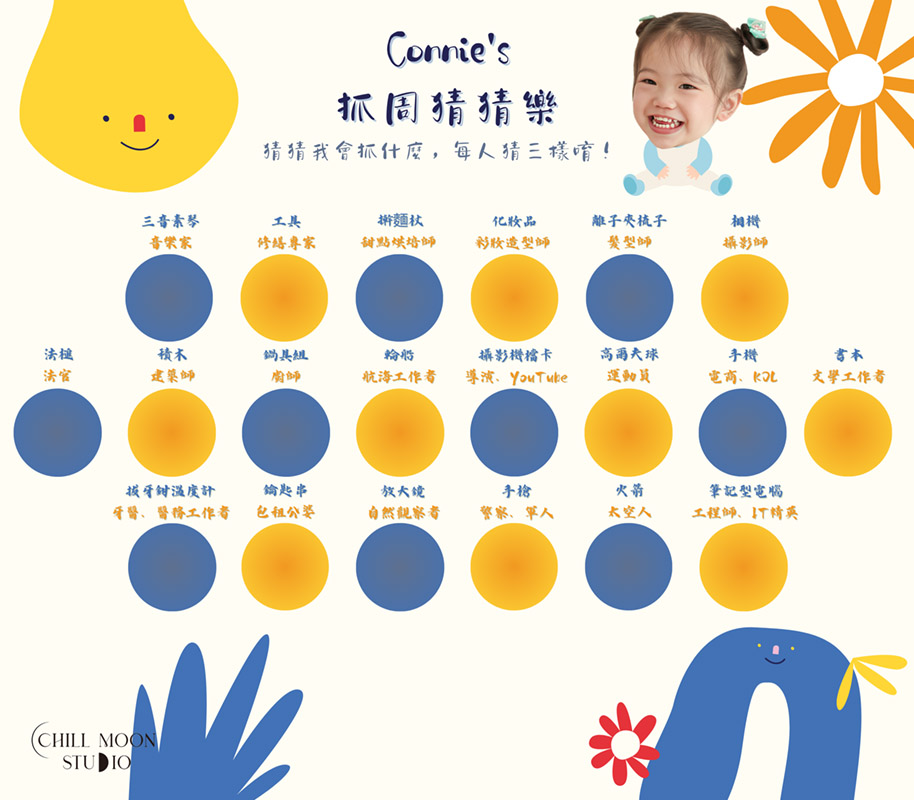 Connie's
抓周猜猜樂
猜猜我會抓什麼，每人猜三樣唷！
三音素琴 工具 擀麵杖 化妝品 離子夾梳子 相機
音樂家 修繕專家 甜點烘培師 彩妝造型師 髮型師 攝影師
法槌 積木 鍋具組 輪船 攝影機檔卡 高爾夫球 手機 書本
法官 建築師 廚師 航海工作者 導演、YouTube 運動員 電商、KOL 文學工作者
拔牙鉗溫度計 鑰匙串 放大鏡 手槍 火箭 筆記型電腦
牙醫、醫務工作者 包租公婆 自然觀察者 警察、軍人 太空人 工程師、IT精英
CHILL MOON
STUDIO